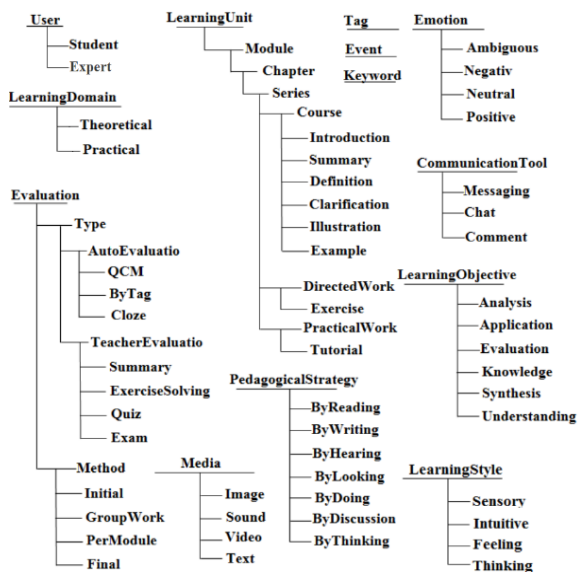 User
Student
Expert
LearningDomain
Theoretical
Practical
Evaluation
Type
AutoEvaluatio
QCM
ByTag
Cloze
TeacherEvaluatio
Summary
ExerciseSolving
Quiz
Exam
Method
Initial
GroupWork
PerModule
Final
LearningUnit
Module
Chapter
Series
Course
Introduction
Summary
Definition
Clarification
Illustration
Example
DirectedWork
Exercise
PracticalWork
Tutorial
Media
Image
Sound
Video
Text
PedagogicalStrategy
ByReading
ByWriting
ByHearing
ByLooking
ByDoing
ByDiscussion
ByThinking
Tag
Event
Keyword
Emotion
Ambiguous
Negativ
Neutral
Positive
CommunicationTool
Messaging
Chat
Comment
LearningObjective
Analysis
Application
Evaluation
Knowledge
Synthesis
Understanding
LearningStyle
Sensory
Intuitive
Feeling
Thinking